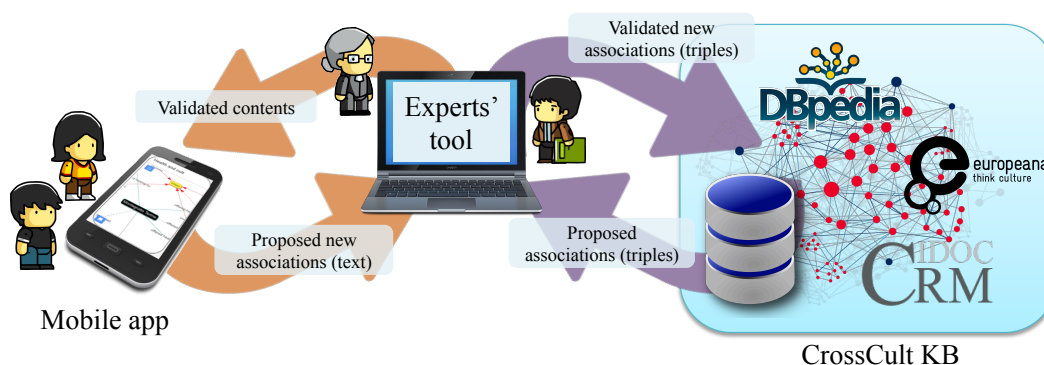 Validated new
associations (triples)
Validated contents
Experts'
tool
DBpedia
europeana
think culture
Proposed new
associations (text)
Proposed
associations (triples)
CIDOC
CRM
Mobile app
CrossCult KB